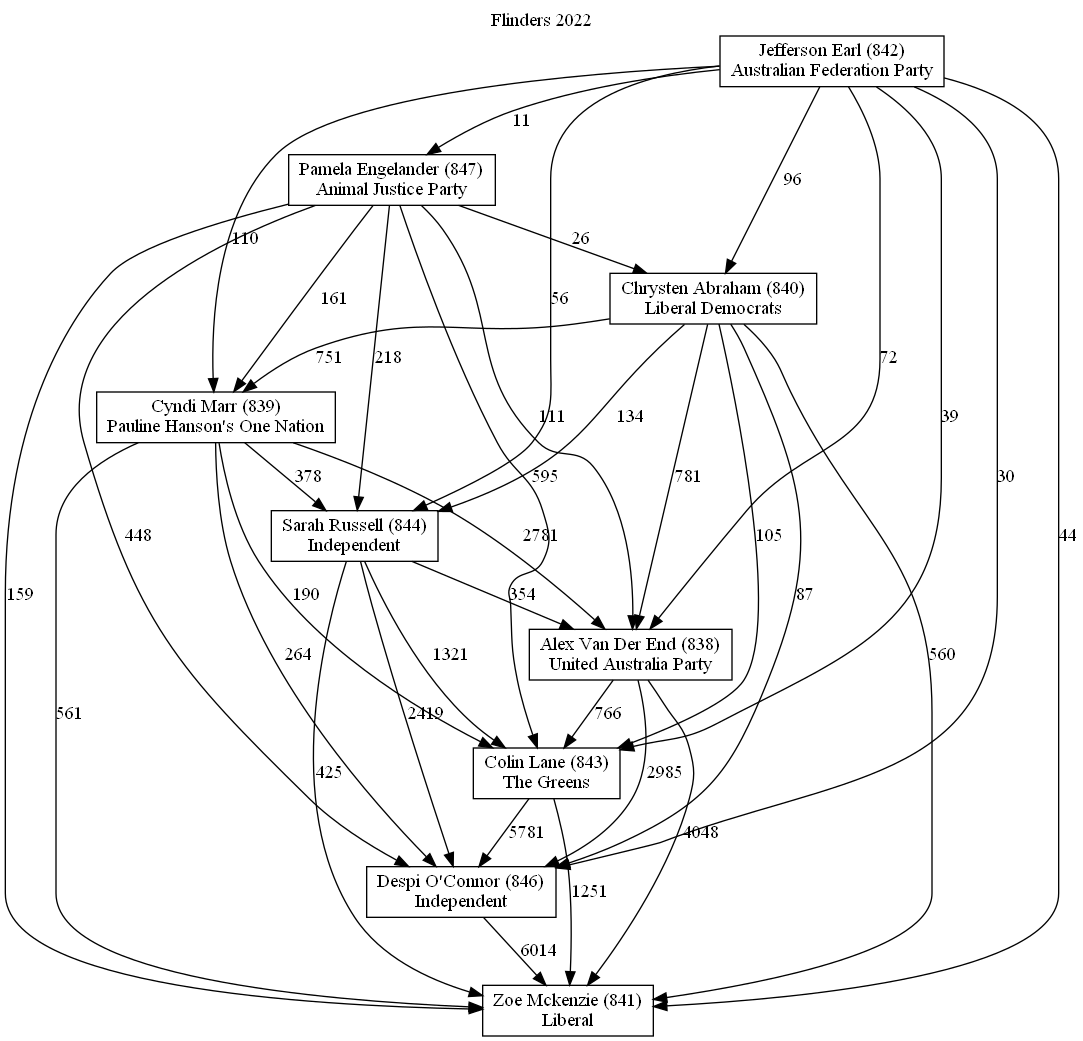 Flinders 2022
Jefferson Earl (842)
Australian Federation Party
11
Pamela Engelander (847)
Animal Justice Party
96
110
26
Chrysten Abraham (840)
Liberal Democrats
161
56
751
218
72
Cyndi Marr (839)
Pauline Hanson's One Nation
111
134
39
378
595
781
30
Sarah Russell (844)
Independent
448
2781
105
44
159
190
354
87
Alex Van Der End (838)
United Australia Party
264
1321
560
561
2419
766
Colin Lane (843)
The Greens
425
2985
5781
4048
Despi O'Connor (846)
Independent
1251
6014
Zoe Mckenzie (841)
Liberal